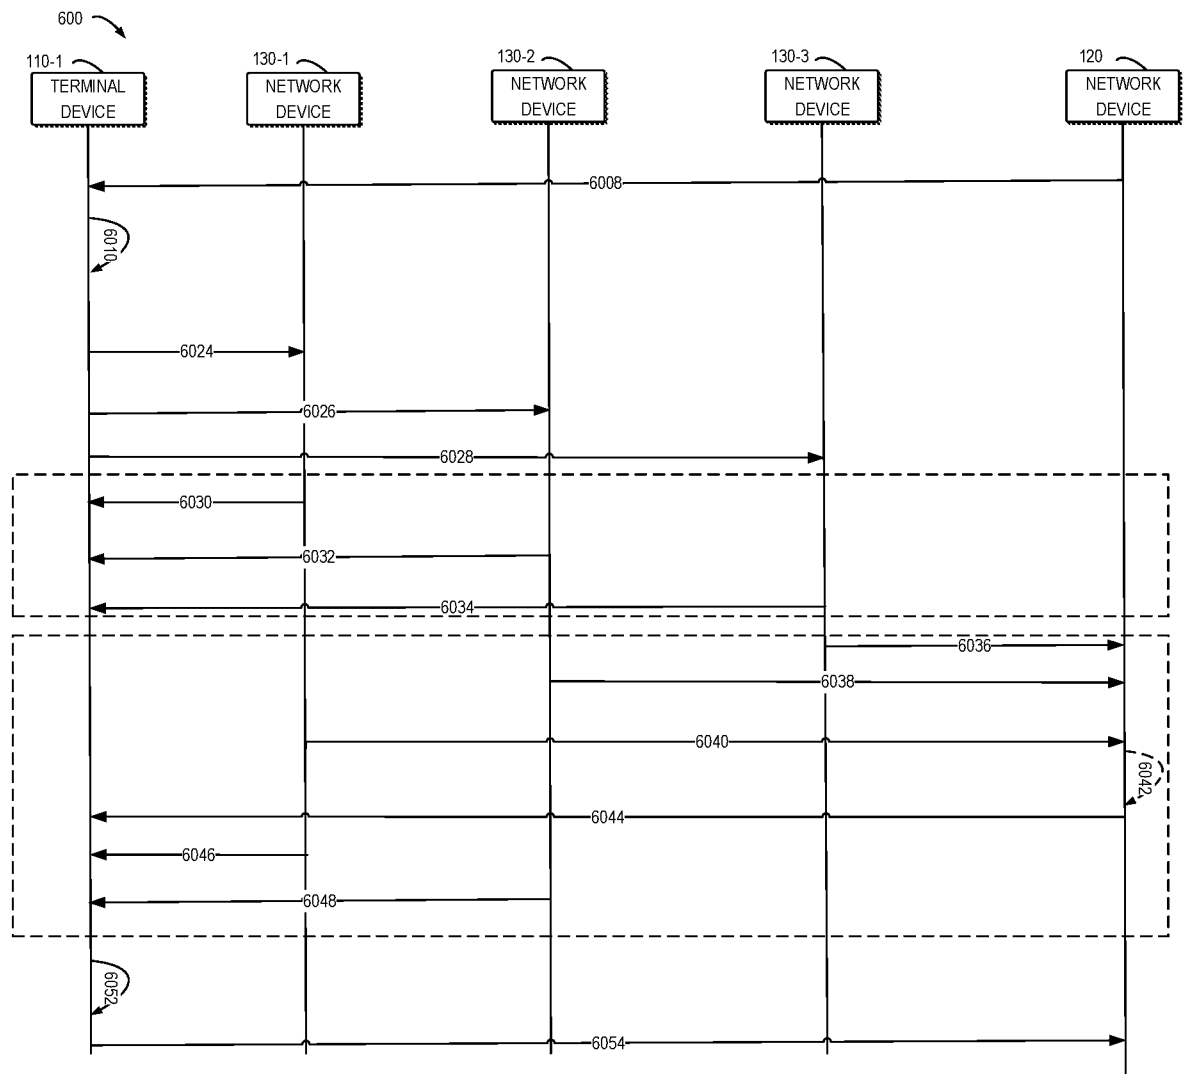 600
110-1
130-1
130-2
130-3
120
TERMINAL
DEVICE
NETWORK
DEVICE
NETWORK
DEVICE
NETWORK
DEVICE
NETWORK
DEVICE
6008
6010
6024
6026
6028
6030
6032
6034
6036
6038
6040
6042
6044
6046
6048
6052
6054